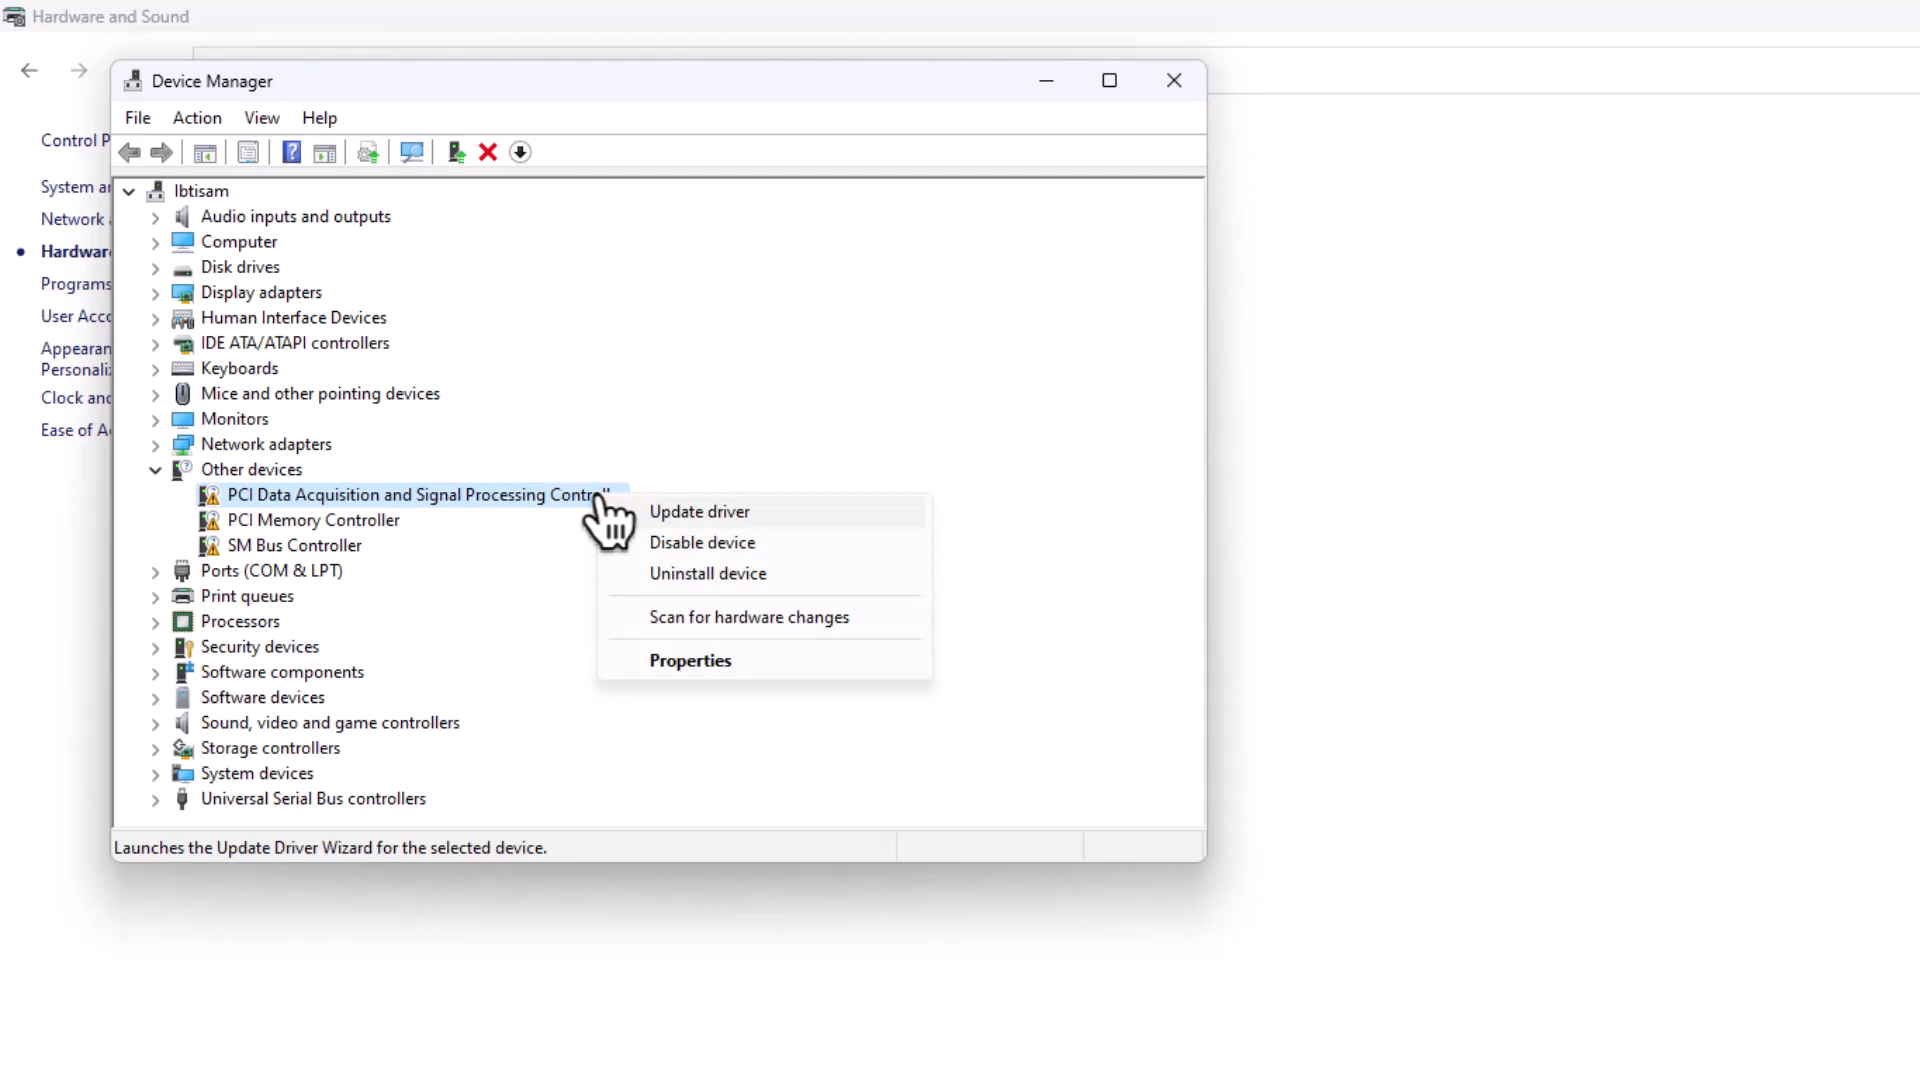 Hardware and Sound
Device Manager
File Action View Help
Control P
System a
Network
Hardwar
Programs
User Acco
Appearan
Personali
Clock and
Ease of A
Ibtisam
Audio inputs and outputs
Computer
Disk drives
Display adapters
Human Interface Devices
IDE ATA/ATAPI controllers
Keyboards
Mice and other pointing devices
Monitors
Network adapters
Other devices
PCI Data Acquisition and Signal Processing Controll
PCI Memory Controller
SM Bus Controller
Ports (COM & LPT)
Print queues
Processors
Security devices
Software components
Software devices
Sound, video and game controllers
Storage controllers
System devices
Universal Serial Bus controllers
Update driver
Disable device
Uninstall device
Scan for hardware changes
Properties
Launches the Update Driver Wizard for the selected device.